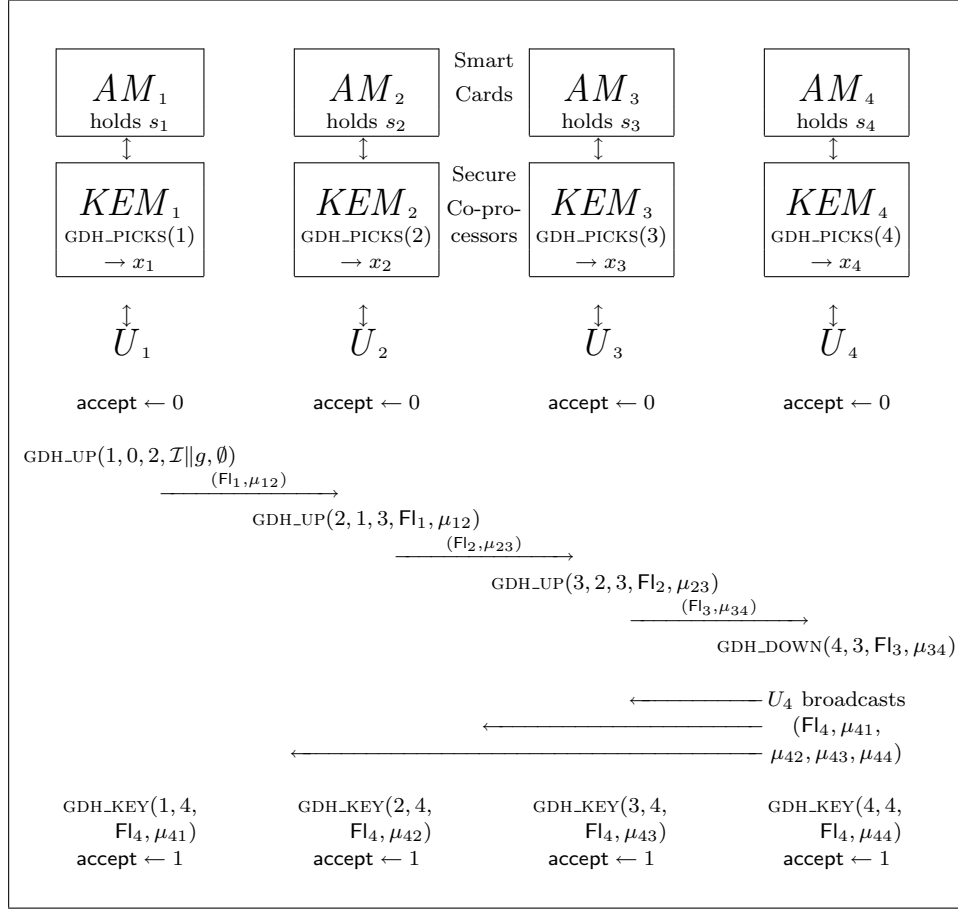 AM₁ AM₂ Smart AM₃ AM₄
Cards
holds s₁ holds s₂ holds s₃ holds s₄
↕ ↕ ↕ ↕
Secure
KEM₁ KEM₂ Co-pro- KEM₃ KEM₄
GDH_PICKS(1) GDH_PICKS(2) cessors GDH_PICKS(3) GDH_PICKS(4)
→ x₁ → x₂ → x₃ → x₄
↕ ↕ ↕ ↕
U₁ U₂ U₃ U₄
accept ← 0 accept ← 0 accept ← 0 accept ← 0
GDH_UP(1, 0, 2, ℐ‖g, ∅)
(Fl₁,μ₁₂)
GDH_UP(2, 1, 3, Fl₁, μ₁₂)
(Fl₂,μ₂₃)
GDH_UP(3, 2, 3, Fl₂, μ₂₃)
(Fl₃,μ₃₄)
GDH_DOWN(4, 3, Fl₃, μ₃₄)
U₄ broadcasts
(Fl₄, μ₄₁,
μ₄₂, μ₄₃, μ₄₄)
GDH_KEY(1, 4, GDH_KEY(2, 4, GDH_KEY(3, 4, GDH_KEY(4, 4,
Fl₄, μ₄₁) Fl₄, μ₄₂) Fl₄, μ₄₃) Fl₄, μ₄₄)
accept ← 1 accept ← 1 accept ← 1 accept ← 1